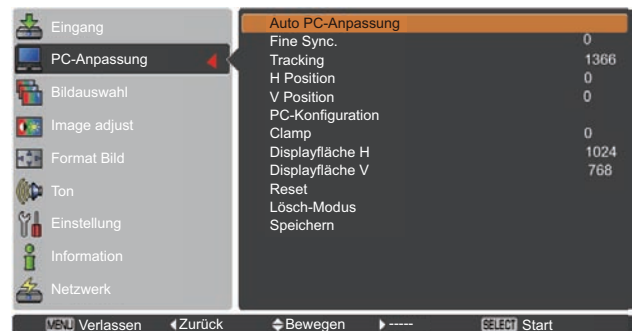 Eingang
PC-Anpassung
Bildauswahl
Image adjust
Format Bild
Ton
Einstellung
Information
Netzwerk
Auto PC-Anpassung
Fine Sync. 0
Tracking 1366
H Position 0
V Position 0
PC-Konfiguration
Clamp 0
Displayfläche H 1024
Displayfläche V 768
Reset
Lösch-Modus
Speichern
MENU Verlassen Zurück Bewegen ----- SELECT Start